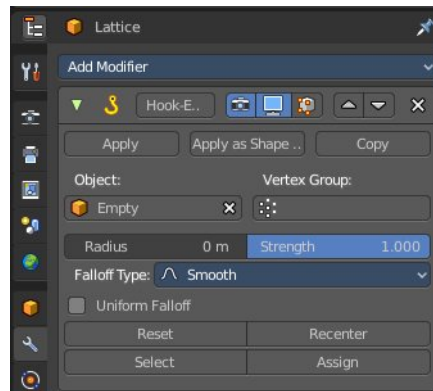 Lattice
Add Modifier
Hook-E..
Apply Apply as Shape .. Copy
Object: Vertex Group:
Empty
Radius 0 m Strength 1.000
Falloff Type: Smooth
Uniform Falloff
Reset Recenter
Select Assign